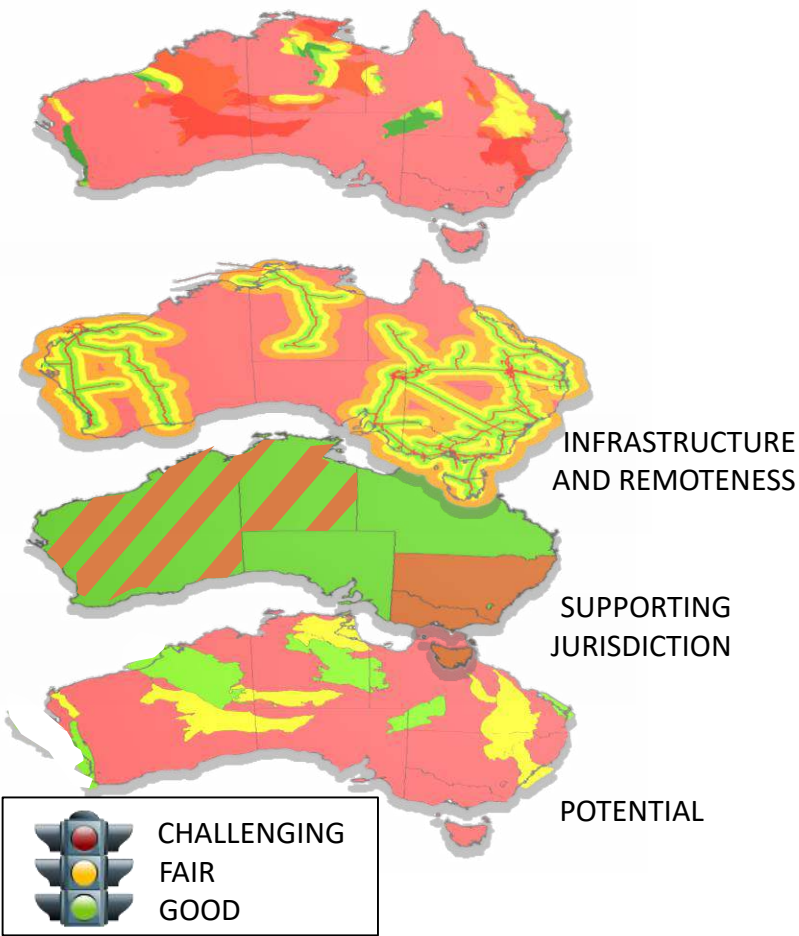 INFRASTRUCTURE
AND REMOTENESS
SUPPORTING
JURISDICTION
POTENTIAL
CHALLENGING
FAIR
GOOD